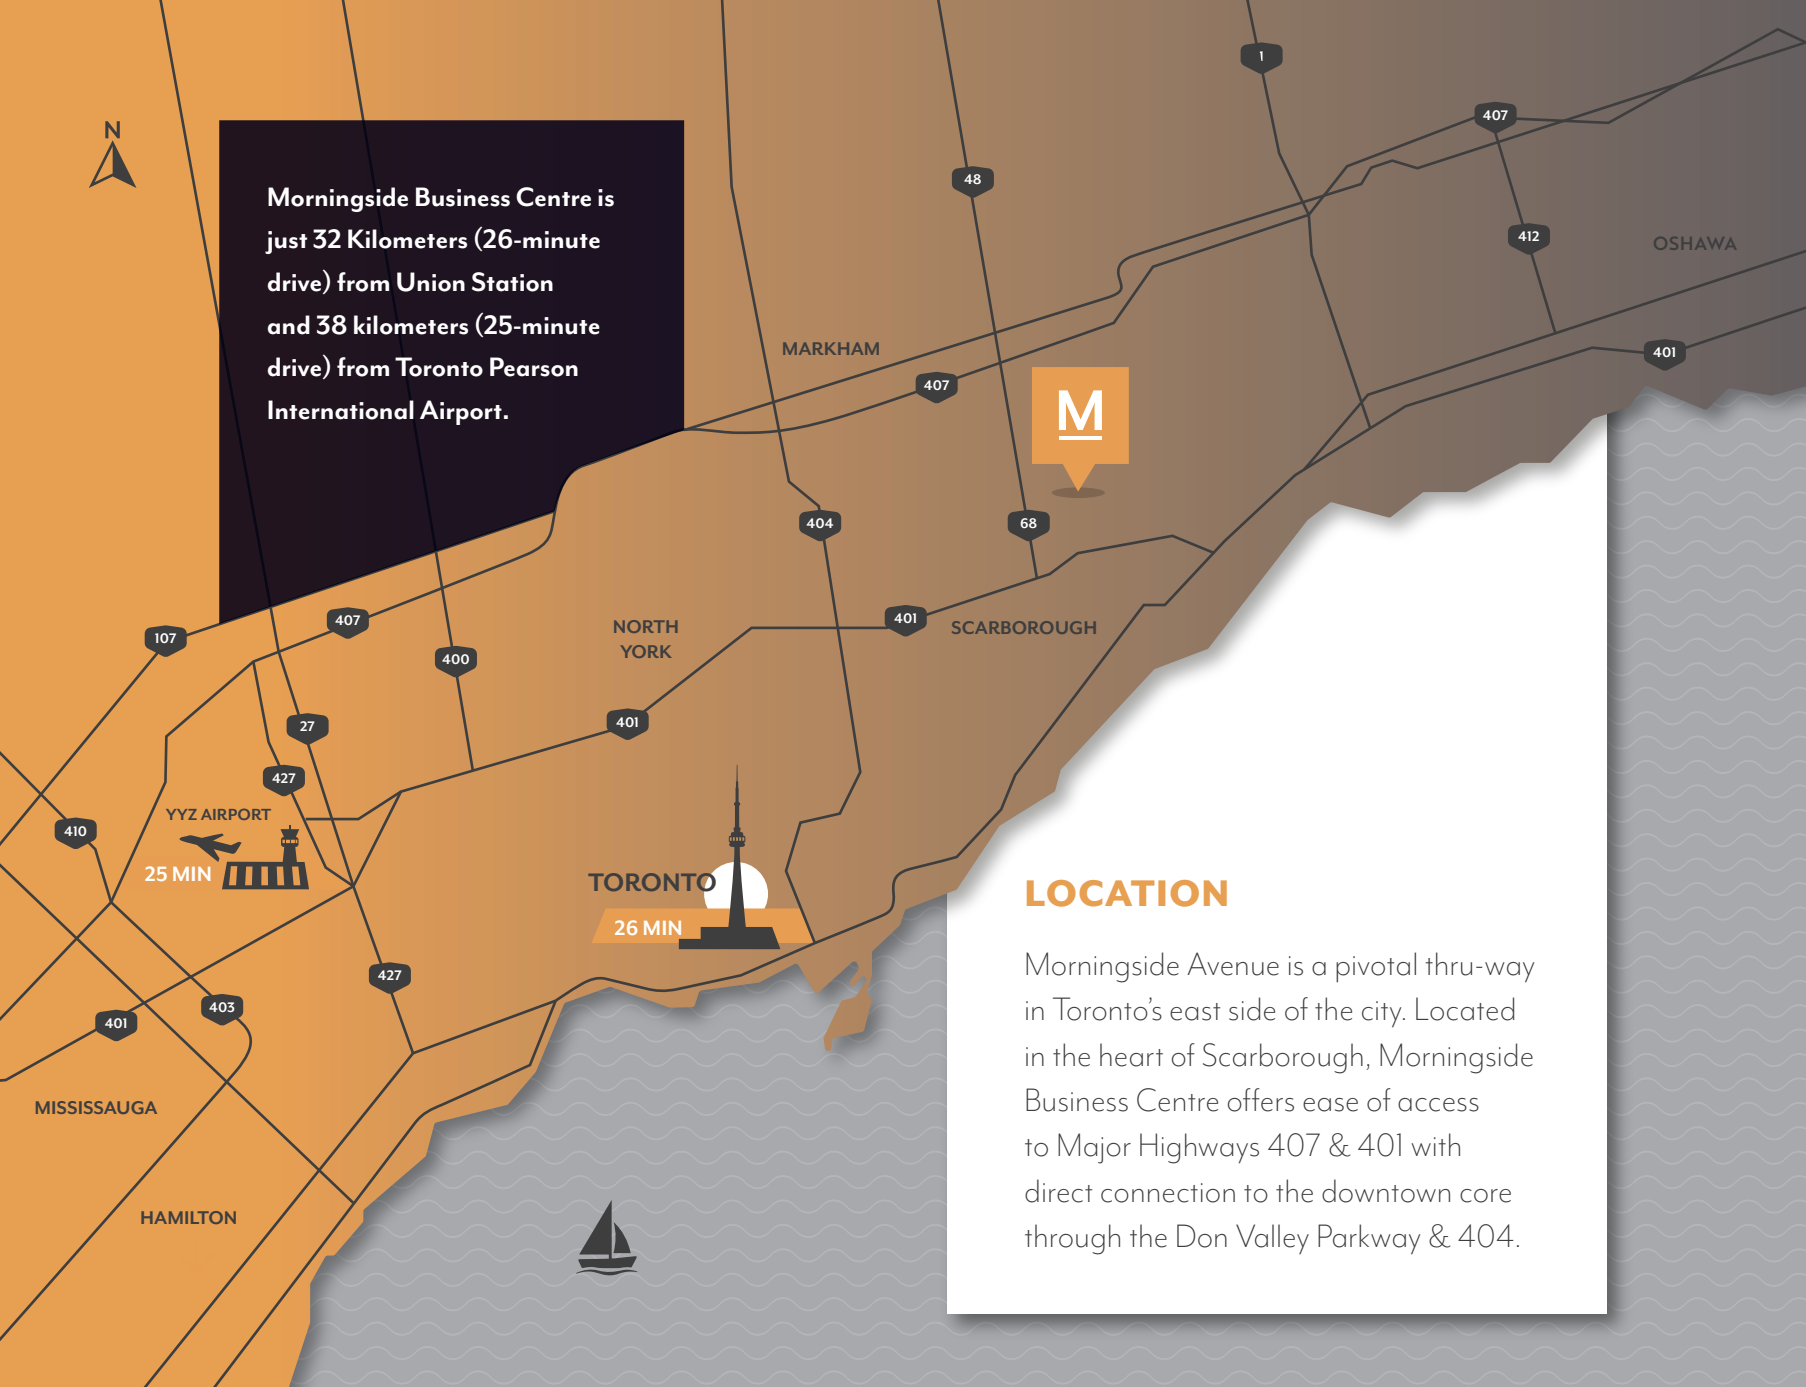 N
Morningside Business Centre is
just 32 Kilometers (26-minute
drive) from Union Station
and 38 kilometers (25-minute
drive) from Toronto Pearson
International Airport.
1
407
48
412
OSHAWA
MARKHAM
401
407
M
404
68
107
407
400
NORTH
YORK
401
SCARBOROUGH
27
401
427
YYZ AIRPORT
410
25 MIN
TORONTO
26 MIN
427
403
401
MISSISSAUGA
HAMILTON
LOCATION
Morningside Avenue is a pivotal thru-way
in Toronto’s east side of the city. Located
in the heart of Scarborough, Morningside
Business Centre offers ease of access
to Major Highways 407 & 401 with
direct connection to the downtown core
through the Don Valley Parkway & 404.